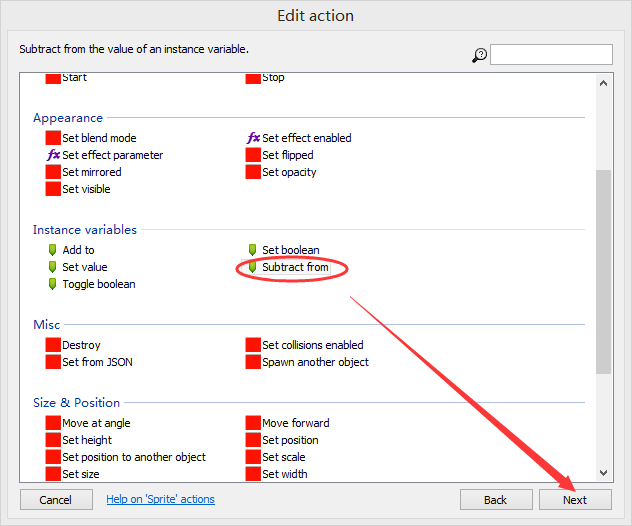 Edit action
Subtract from the value of an instance variable.
Start Stop
Appearance
Set blend mode fx Set effect enabled
fx Set effect parameter Set flipped
Set mirrored Set opacity
Set visible
Instance variables
Add to Set boolean
Set value Subtract from
Toggle boolean
Misc
Destroy Set collisions enabled
Set from JSON Spawn another object
Size & Position
Move at angle Move forward
Set height Set position
Set position to another object Set scale
Set size Set width
Cancel Help on 'Sprite' actions Back Next